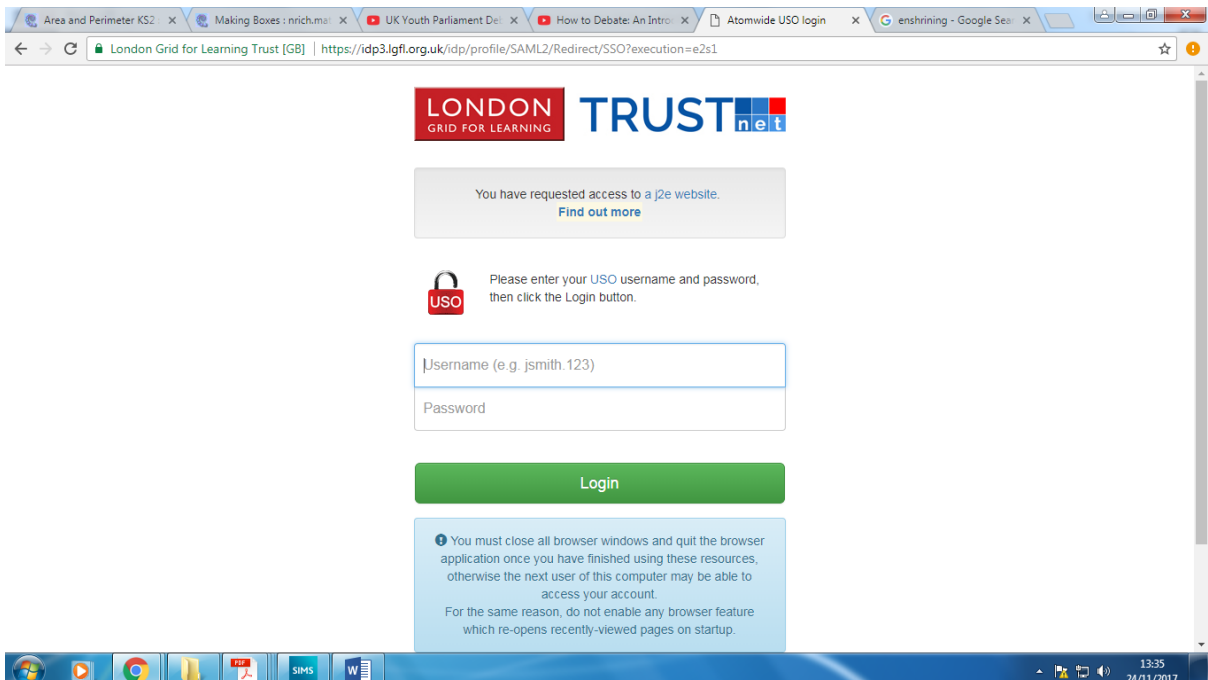 Area and Perimeter KS2
Making Boxes : nrich.mat
UK Youth Parliament Det
How to Debate: An Introd
Atomwide USO login
enshrining - Google Sear
London Grid for Learning Trust [GB]
https://idp3.lgfl.org.uk/idp/profile/SAML2/Redirect/SSO?execution=e2s1
LONDON
GRID FOR LEARNING
TRUST
net
You have requested access to a j2e website.
Find out more
USO
Please enter your USO username and password,
then click the Login button.
Username (e.g. jsmith.123)
Password
Login
You must close all browser windows and quit the browser
application once you have finished using these resources,
otherwise the next user of this computer may be able to
access your account.
For the same reason, do not enable any browser feature
which re-opens recently-viewed pages on startup.
PDF
SIMS
W
13:35
24/11/2017